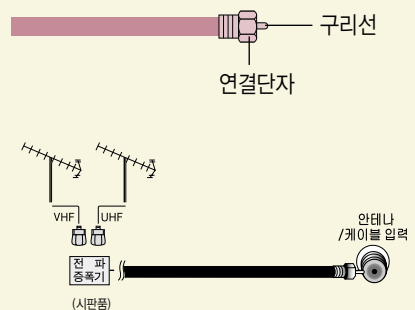 구리선
연결단자
VHF
UHF
안테나
/케이블 입력
전 파
증폭기
(시판품)